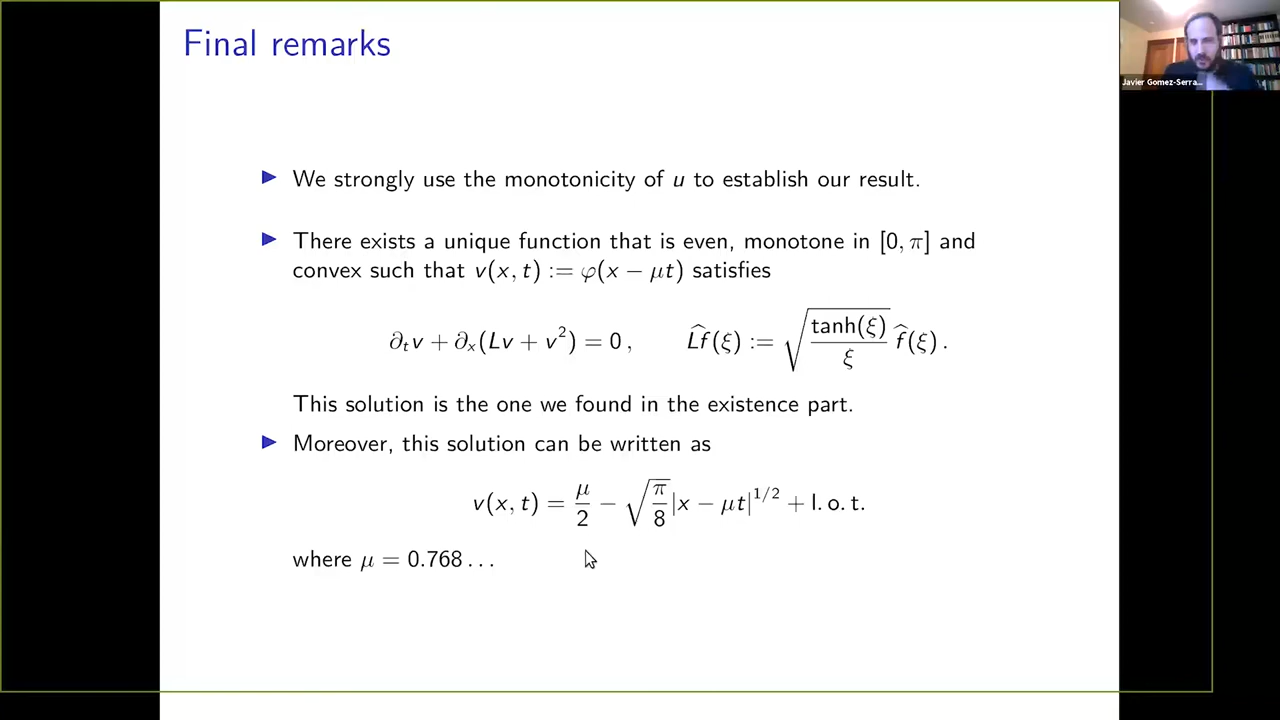 Final remarks
Javier Gomez-Serra...
▶ We strongly use the monotonicity of u to establish our result.
▶ There exists a unique function that is even, monotone in [0, π] and
convex such that v(x, t) := φ(x − μt) satisfies
∂ₜv + ∂ₓ(Lv + v²) = 0 ,    L̂f(ξ) := √(tanh(ξ)/ξ) f̂(ξ) .
This solution is the one we found in the existence part.
▶ Moreover, this solution can be written as
v(x, t) = μ/2 − √(π/8)|x − μt|^{1/2} + l. o. t.
where μ = 0.768 . . .